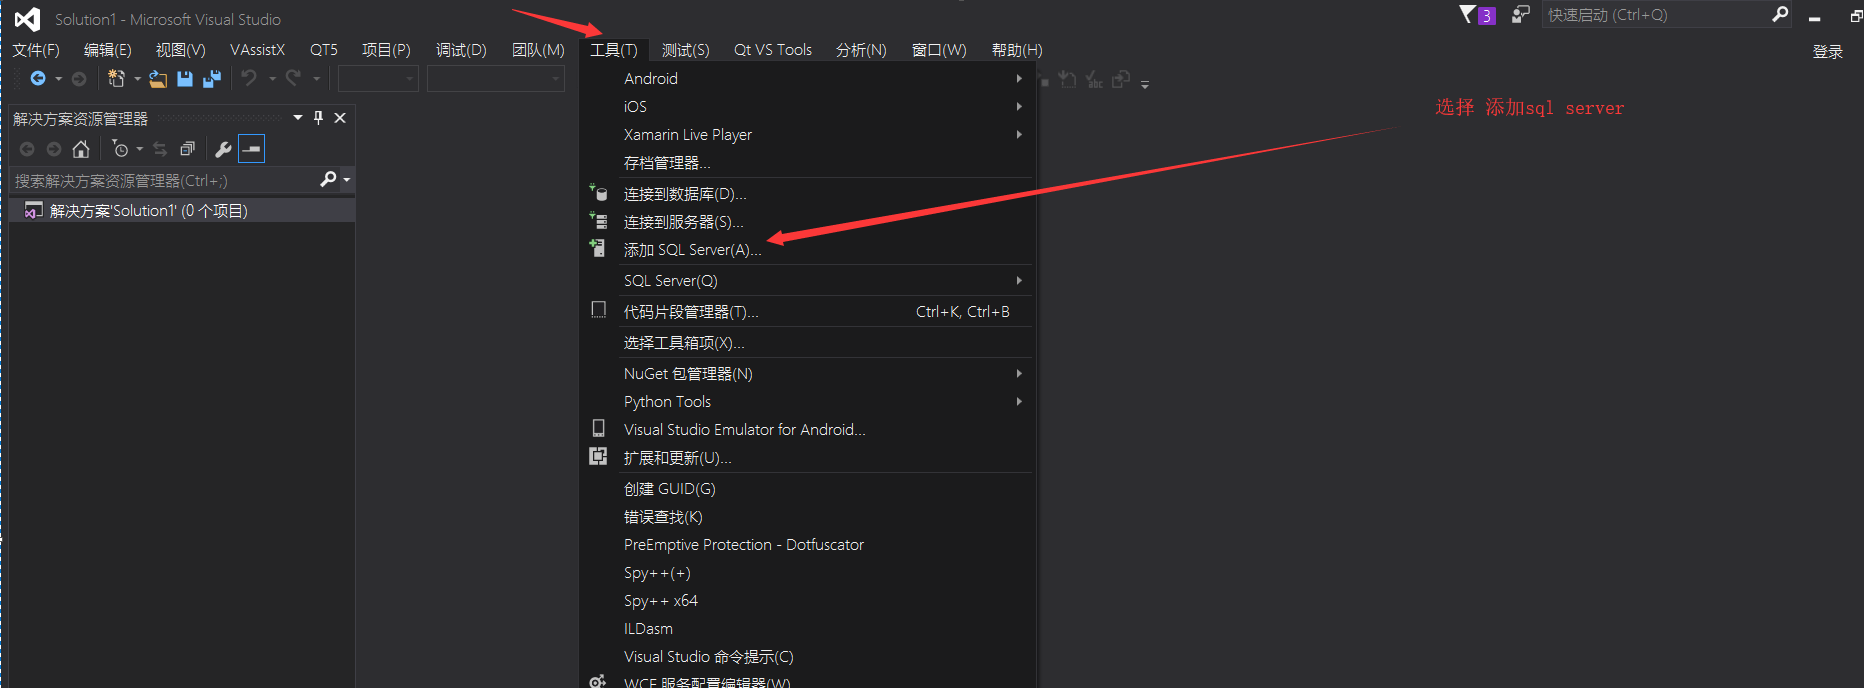 Solution1 - Microsoft Visual Studio
3
快速启动 (Ctrl+Q)
文件(F) 编辑(E) 视图(V) VAssistX QT5 项目(P) 调试(D) 团队(M) 工具(T) 测试(S) Qt VS Tools 分析(N) 窗口(W) 帮助(H)
登录
Android
iOS
Xamarin Live Player
存档管理器...
连接到数据库(D)...
连接到服务器(S)...
添加 SQL Server(A)...
SQL Server(Q)
代码片段管理器(T)... Ctrl+K, Ctrl+B
选择工具箱项(X)...
NuGet 包管理器(N)
Python Tools
Visual Studio Emulator for Android...
扩展和更新(U)...
创建 GUID(G)
错误查找(K)
PreEmptive Protection - Dotfuscator
Spy++(+)
Spy++ x64
ILDasm
Visual Studio 命令提示(C)
WCF 服务配置编辑器(W)
解决方案资源管理器
搜索解决方案资源管理器(Ctrl+;)
解决方案'Solution1' (0 个项目)
abc
选择 添加sql server